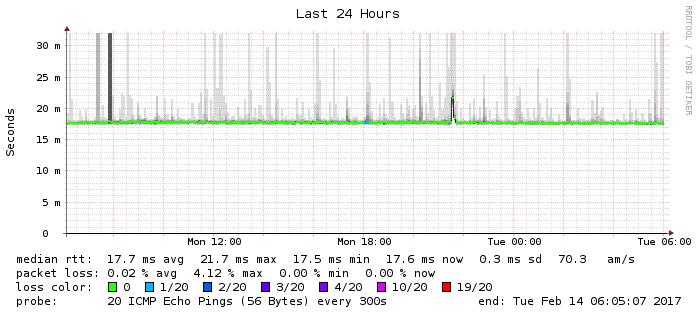 Last 24 Hours
RRDTOOL / TOBI OETIKER
Seconds
30 m
25 m
20 m
15 m
10 m
5 m
0
Mon 12:00 Mon 18:00 Tue 00:00 Tue 06:00
median rtt: 17.7 ms avg 21.7 ms max 17.5 ms min 17.6 ms now 0.3 ms sd 70.3 am/s
packet loss: 0.02 % avg 4.12 % max 0.00 % min 0.00 % now
loss color: 0 1/20 2/20 3/20 4/20 10/20 19/20
probe: 20 ICMP Echo Pings (56 Bytes) every 300s end: Tue Feb 14 06:05:07 2017